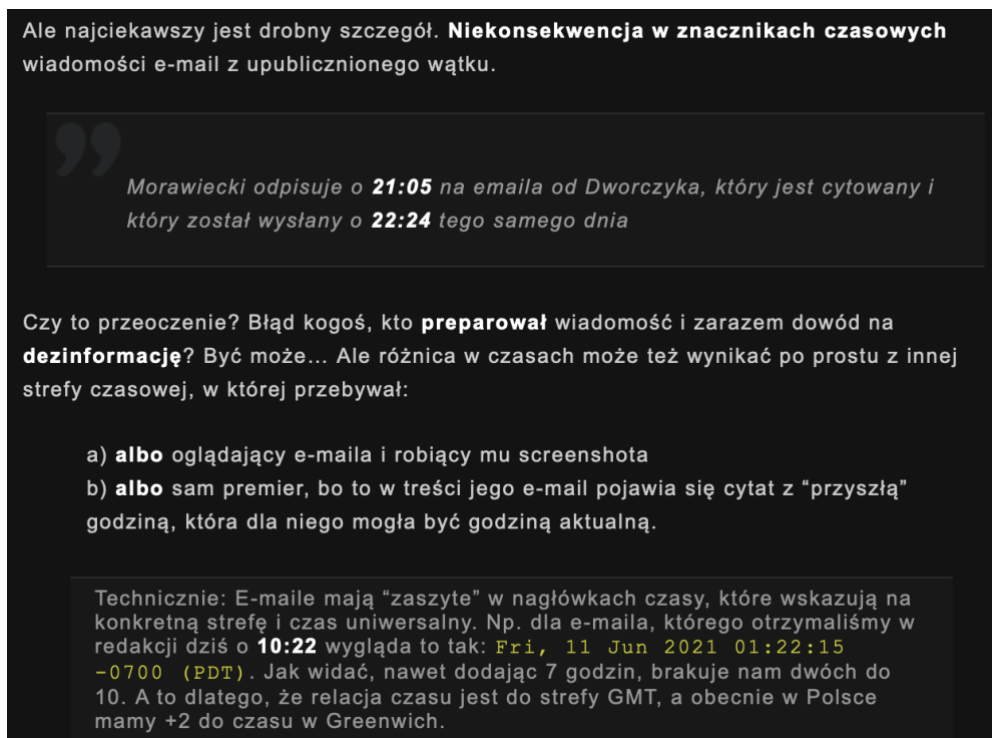 Ale najciekawszy jest drobny szczegół. Niekonsekwencja w znacznikach czasowych
wiadomości e-mail z upublicznionego wątku.
”
Morawiecki odpisuje o 21:05 na emaila od Dworczyka, który jest cytowany i
który został wysłany o 22:24 tego samego dnia
Czy to przeoczenie? Błąd kogoś, kto preparował wiadomość i zarazem dowód na
dezinformację? Być może... Ale różnica w czasach może też wynikać po prostu z innej
strefy czasowej, w której przebywał:
a) albo oglądający e-maila i robiący mu screenshota
b) albo sam premier, bo to w treści jego e-mail pojawia się cytat z “przyszłą”
godziną, która dla niego mogła być godziną aktualną.
Technicznie: E-maile mają “zaszyte” w nagłówkach czasy, które wskazują na
konkretną strefę i czas uniwersalny. Np. dla e-maila, którego otrzymaliśmy w
redakcji dziś o 10:22 wygląda to tak: Fri, 11 Jun 2021 01:22:15
-0700 (PDT). Jak widać, nawet dodając 7 godzin, brakuje nam dwóch do
10. A to dlatego, że relacja czasu jest do strefy GMT, a obecnie w Polsce
mamy +2 do czasu w Greenwich.